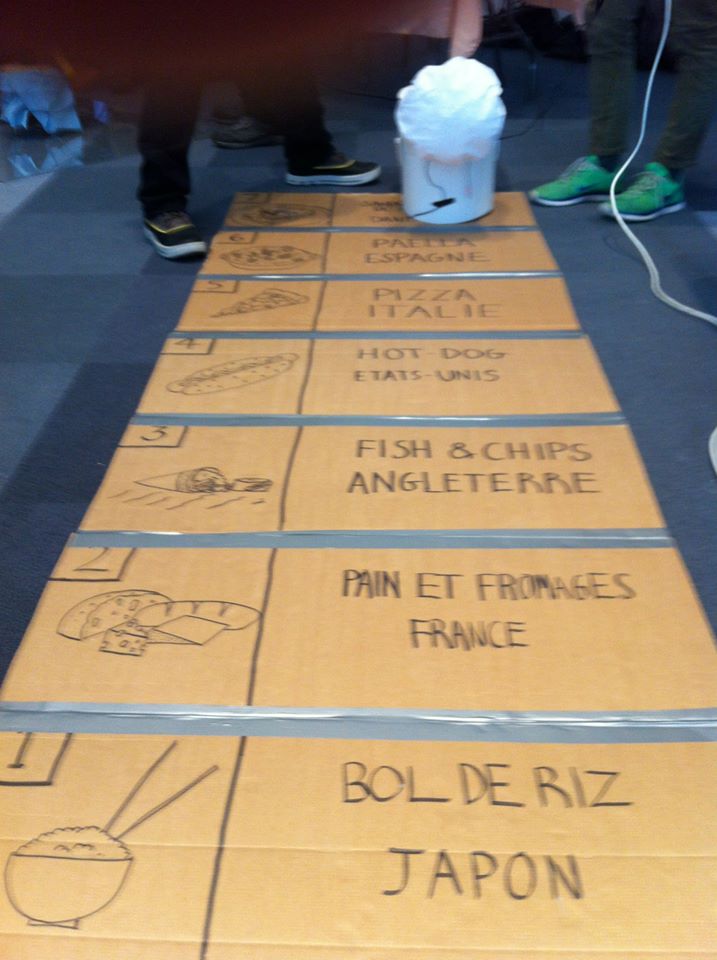 6
PAELLA
ESPAGNE
5
PIZZA
ITALIE
4
HOT-DOG
ETATS-UNIS
3
FISH & CHIPS
ANGLETERRE
2
PAIN ET FROMAGES
FRANCE
1
BOL DE RIZ
JAPON